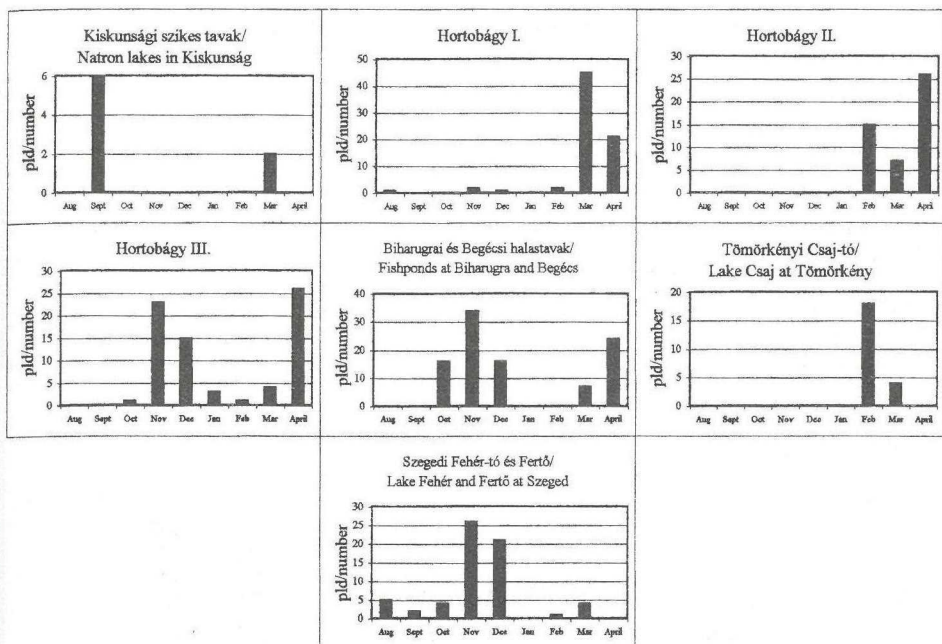 Kiskunsági szikes tavak/
Natron lakes in Kiskunság
pld/number
6
4
2
0
Aug Sept Oct Nov Dec Jan Feb Mar April
Hortobágy I.
pld/number
50
40
30
20
10
0
Aug Sept Oct Nov Dec Jan Feb Mar April
Hortobágy II.
pld/number
30
25
20
15
10
5
0
Aug Sept Oct Nov Dec Jan Feb Mar April
Hortobágy III.
pld/number
30
25
20
15
10
5
0
Aug Sept Oct Nov Dec Jan Feb Mar April
Biharugrai és Begécsi halastavak/
Fishponds at Biharugra and Begécs
pld/number
40
30
20
10
0
Aug Sept Oct Nov Dec Jan Feb Mar April
Tömörkényi Csaj-tó/
Lake Csaj at Tömörkény
pld/number
20
15
10
5
0
Aug Sept Oct Nov Dec Jan Feb Mar April
Szegedi Fehér-tó és Fertő/
Lake Fehér and Fertő at Szeged
pld/number
30
25
20
15
10
5
0
Aug Sept Oct Nov Dec Jan Feb Mar April